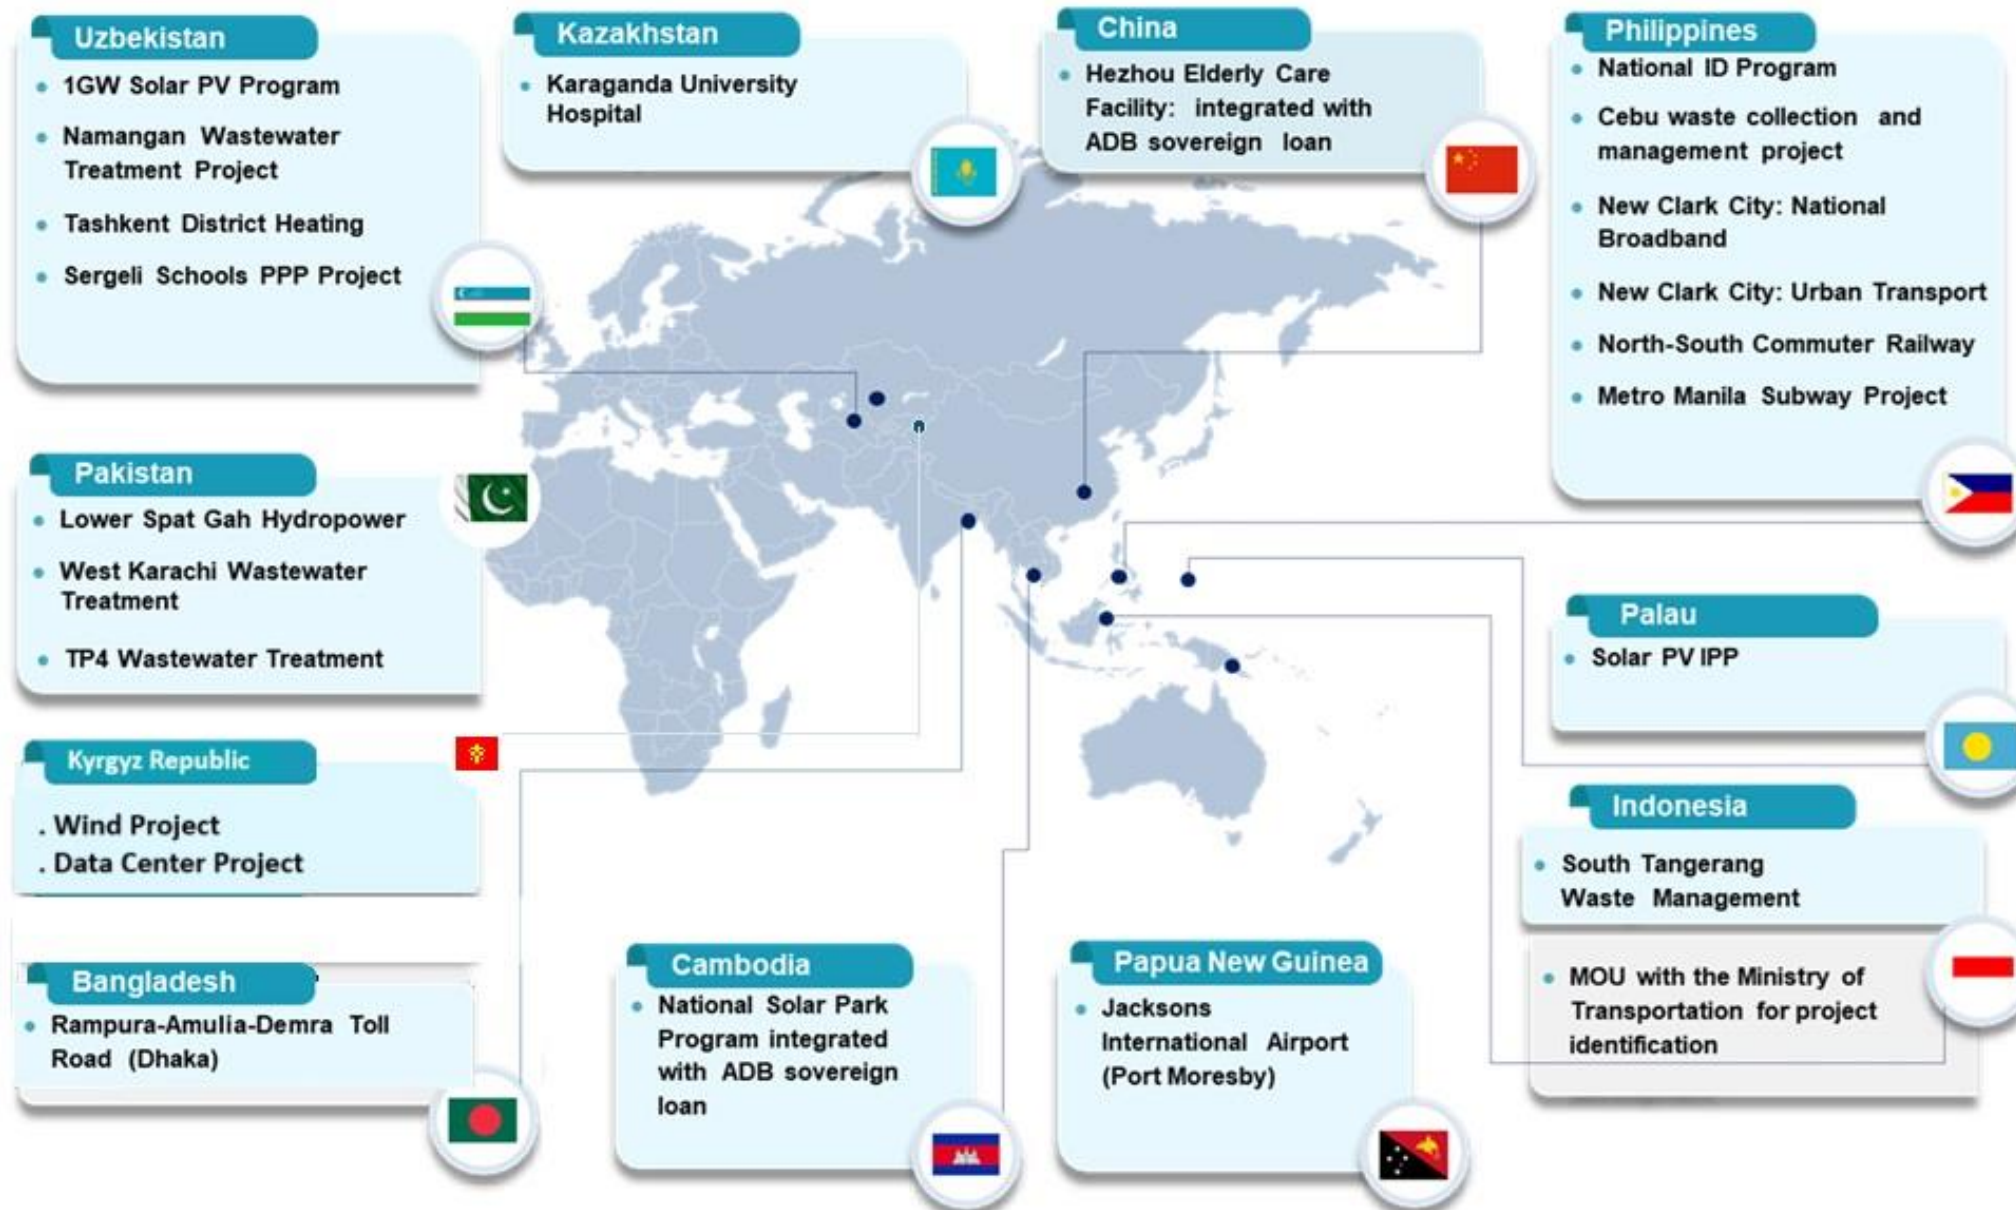 Uzbekistan
• 1GW Solar PV Program
• Namangan Wastewater
Treatment Project
• Tashkent District Heating
• Sergeli Schools PPP Project
Kazakhstan
• Karaganda University
Hospital
China
• Hezhou Elderly Care
Facility: integrated with
ADB sovereign loan
Philippines
• National ID Program
• Cebu waste collection and
management project
• New Clark City: National
Broadband
• New Clark City: Urban Transport
• North-South Commuter Railway
• Metro Manila Subway Project
Pakistan
• Lower Spat Gah Hydropower
• West Karachi Wastewater
Treatment
• TP4 Wastewater Treatment
Palau
• Solar PV IPP
Kyrgyz Republic
. Wind Project
. Data Center Project
Indonesia
• South Tangerang
Waste Management
• MOU with the Ministry of
Transportation for project
identification
Bangladesh
• Rampura-Amulia-Demra Toll
Road (Dhaka)
Cambodia
• National Solar Park
Program integrated
with ADB sovereign
loan
Papua New Guinea
• Jacksons
International Airport
(Port Moresby)